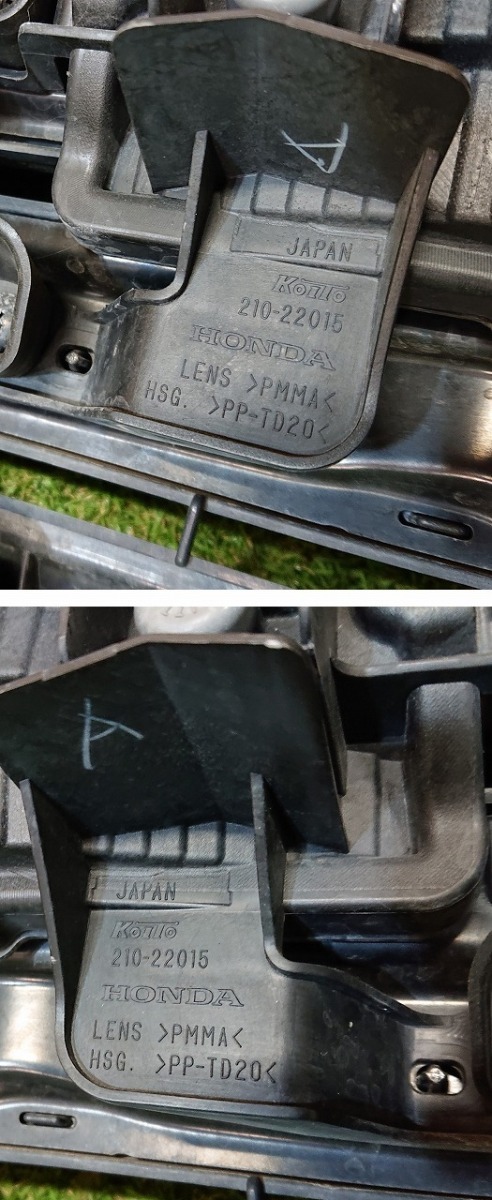 A
JAPAN
KOITO
210-22015
HONDA
LENS >PMMA<
HSG. >PP-TD20<
A
JAPAN
KOITO
210-22015
HONDA
LENS >PMMA<
HSG. >PP-TD20<